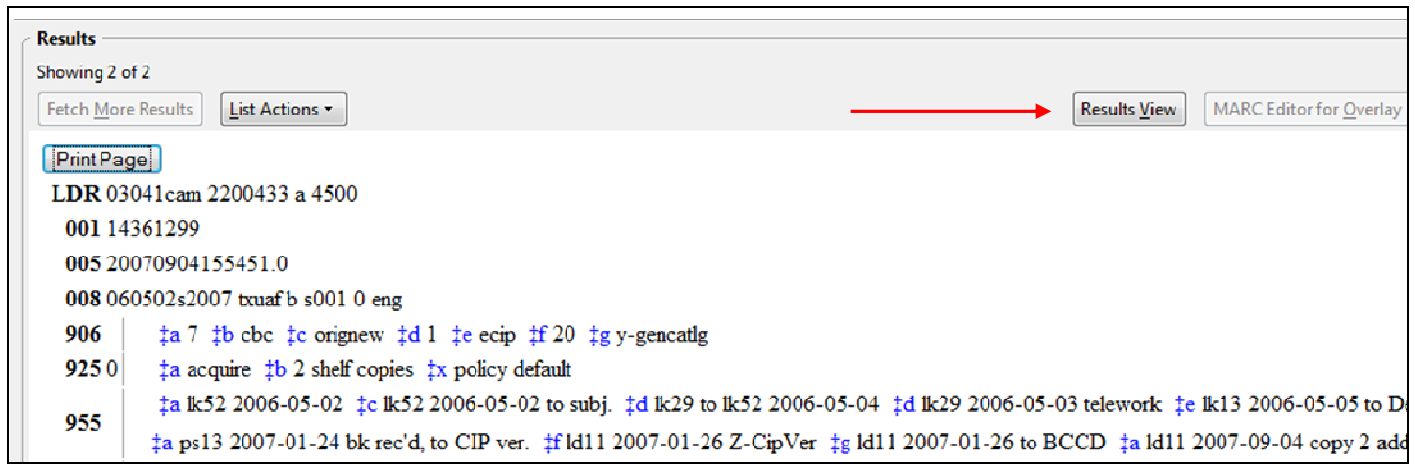 Results
Showing 2 of 2
Fetch More Results List Actions Results View MARC Editor for Overlay
Print Page
LDR 03041cam 2200433 a 4500
001 14361299
005 20070904155451.0
008 060502s2007 txuaf b s001 0 eng
906 ‡a 7 ‡b cbc ‡c orignew ‡d 1 ‡e ecip ‡f 20 ‡g y-gencatlg
925 0 ‡a acquire ‡b 2 shelf copies ‡x policy default
955 ‡a lk52 2006-05-02 ‡c lk52 2006-05-02 to subj. ‡d lk29 to lk52 2006-05-04 ‡d lk29 2006-05-03 telework ‡e lk13 2006-05-05 to D
‡a ps13 2007-01-24 bk rec'd, to CIP ver. ‡f ld11 2007-01-26 Z-CipVer ‡g ld11 2007-01-26 to BCCD ‡a ld11 2007-09-04 copy 2 add